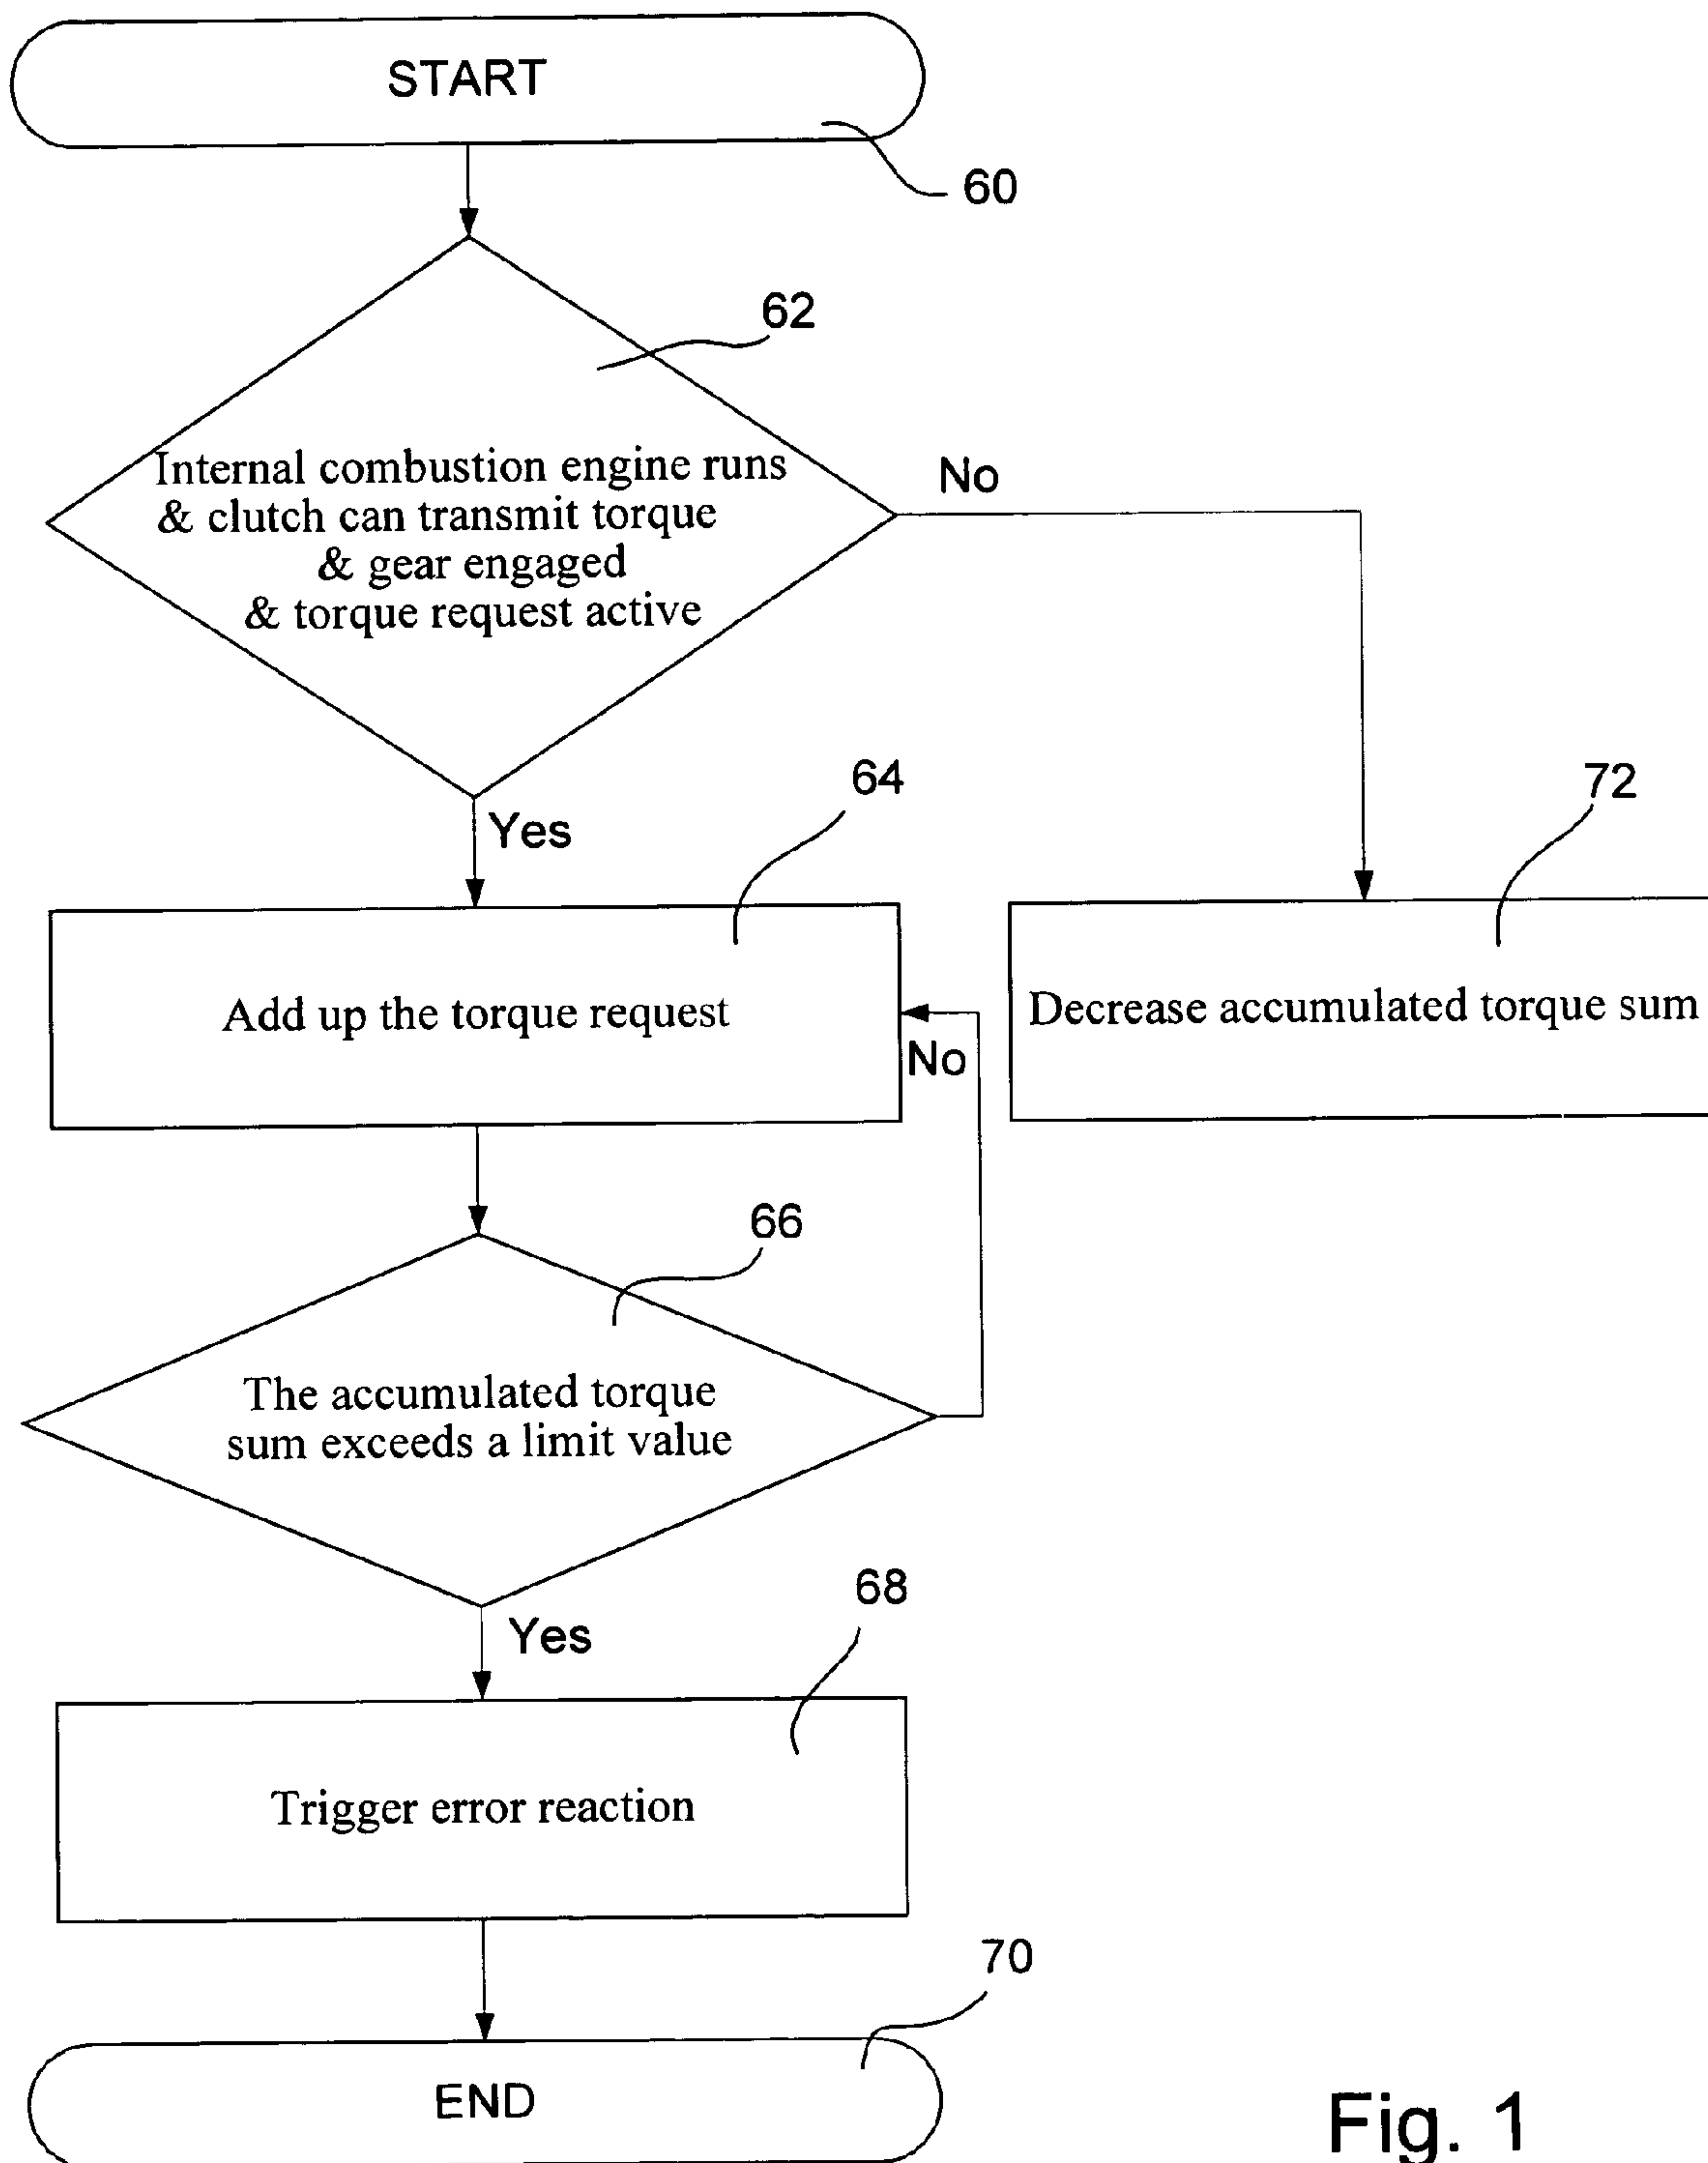 START
60
62
Internal combustion engine runs
& clutch can transmit torque
& gear engaged
& torque request active
No
Yes
64
72
Add up the torque request
Decrease accumulated torque sum
No
66
The accumulated torque
sum exceeds a limit value
Yes
68
Trigger error reaction
70
END
Fig. 1